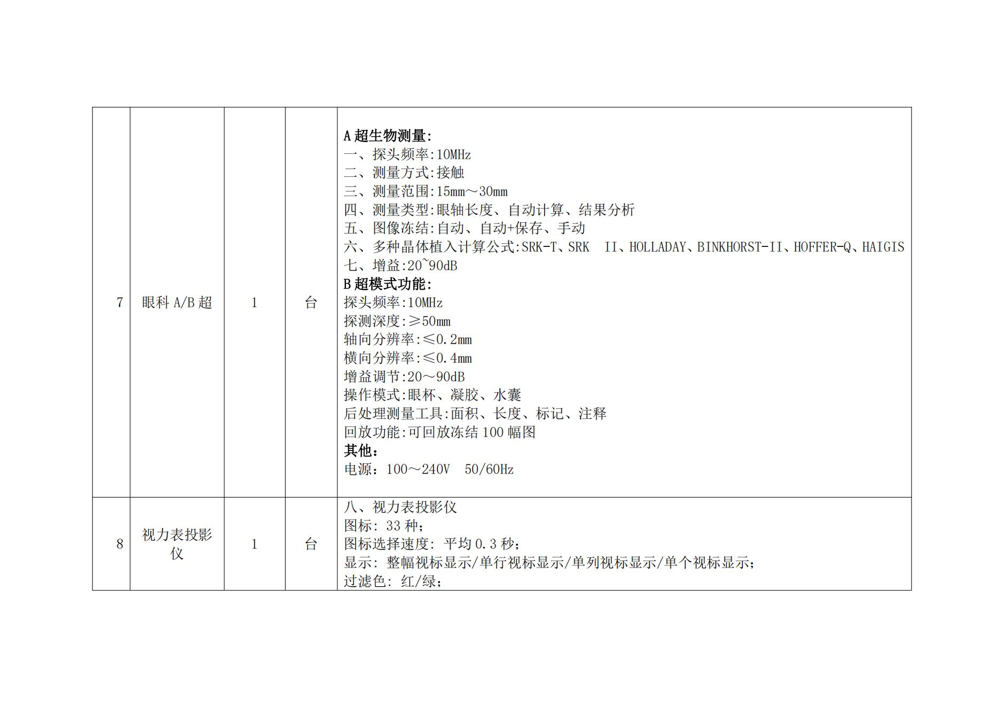 7
眼科 A/B 超
1
台
A 超生物测量:
一、探头频率:10MHz
二、测量方式:接触
三、测量范围:15mm～30mm
四、测量类型:眼轴长度、自动计算、结果分析
五、图像冻结:自动、自动+保存、手动
六、多种晶体植入计算公式:SRK-T、SRK  II、HOLLADAY、BINKHORST-II、HOFFER-Q、HAIGIS
七、增益:20~90dB
B 超模式功能:
探头频率:10MHz
探测深度:≥50mm
轴向分辨率:≤0.2mm
横向分辨率:≤0.4mm
增益调节:20～90dB
操作模式:眼杯、凝胶、水囊
后处理测量工具:面积、长度、标记、注释
回放功能:可回放冻结 100 幅图
其他：
电源：100～240V  50/60Hz
8
视力表投影
仪
1
台
八、视力表投影仪
图标: 33 种；
图标选择速度: 平均 0.3 秒；
显示: 整幅视标显示/单行视标显示/单列视标显示/单个视标显示；
过滤色: 红/绿；